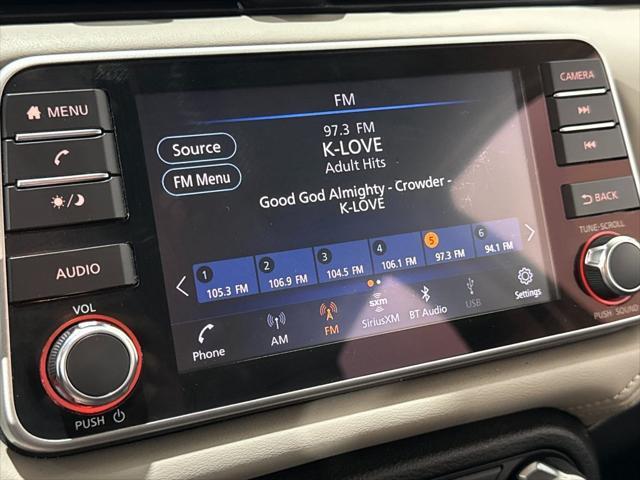 FM
97.3 FM
K-LOVE
Adult Hits
Good God Almighty - Crowder -
K-LOVE
Source
FM Menu
1 105.3 FM
2 106.9 FM
3 104.5 FM
4 106.1 FM
5 97.3 FM
6 94.1 FM
Phone
AM
FM
sxm
SiriusXM
BT Audio
USB
Settings
MENU
AUDIO
VOL
PUSH
CAMERA
BACK
TUNE·SCROLL
PUSH SOUND